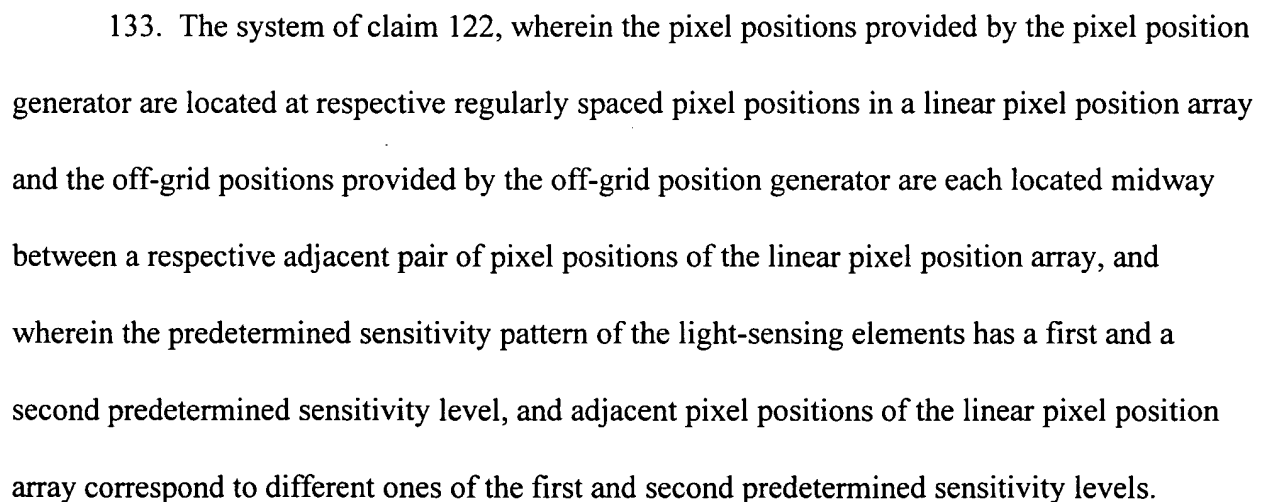 133. The system of claim 122, wherein the pixel positions provided by the pixel position
generator are located at respective regularly spaced pixel positions in a linear pixel position array
and the off-grid positions provided by the off-grid position generator are each located midway
between a respective adjacent pair of pixel positions of the linear pixel position array, and
wherein the predetermined sensitivity pattern of the light-sensing elements has a first and a
second predetermined sensitivity level, and adjacent pixel positions of the linear pixel position
array correspond to different ones of the first and second predetermined sensitivity levels.